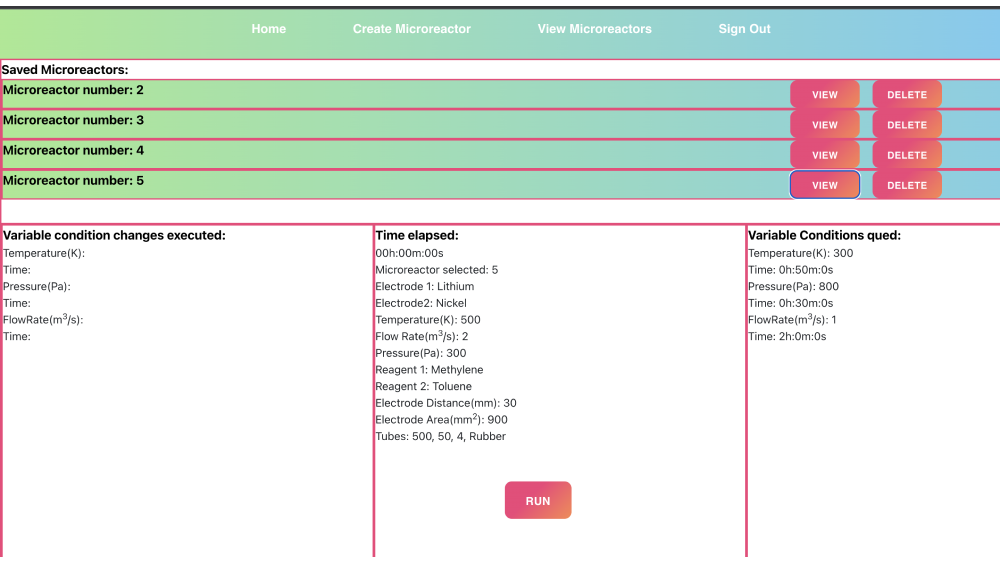 Home Create Microreactor View Microreactors Sign Out
Saved Microreactors:
Microreactor number: 2 VIEW DELETE
Microreactor number: 3 VIEW DELETE
Microreactor number: 4 VIEW DELETE
Microreactor number: 5 VIEW DELETE
Variable condition changes executed:
Temperature(K):
Time:
Pressure(Pa):
Time:
FlowRate(m³/s):
Time:
Time elapsed:
00h:00m:00s
Microreactor selected: 5
Electrode 1: Lithium
Electrode2: Nickel
Temperature(K): 500
Flow Rate(m³/s): 2
Pressure(Pa): 300
Reagent 1: Methylene
Reagent 2: Toluene
Electrode Distance(mm): 30
Electrode Area(mm²): 900
Tubes: 500, 50, 4, Rubber
RUN
Variable Conditions qued:
Temperature(K): 300
Time: 0h:50m:0s
Pressure(Pa): 800
Time: 0h:30m:0s
FlowRate(m³/s): 1
Time: 2h:0m:0s